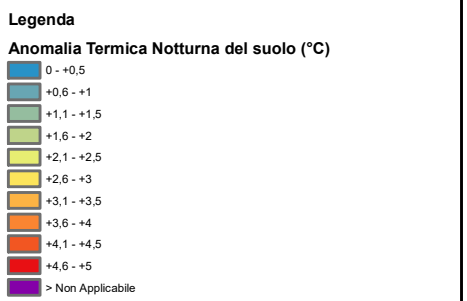 Legenda
Anomalia Termica Notturna del suolo (°C)
0 - +0,5
+0,6 - +1
+1,1 - +1,5
+1,6 - +2
+2,1 - +2,5
+2,6 - +3
+3,1 - +3,5
+3,6 - +4
+4,1 - +4,5
+4,6 - +5
> Non Applicabile